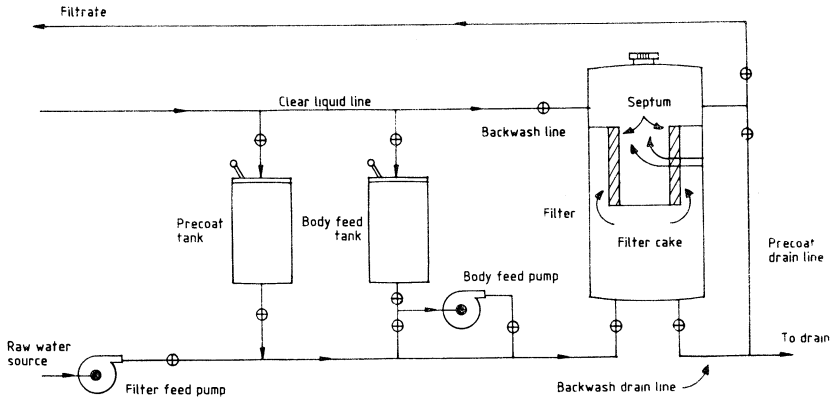 Filtrate
Clear liquid line
Backwash line
Septum
Precoat
tank
Body feed
tank
Filter
Filter cake
Precoat
drain line
Body feed pump
Raw water
source
Filter feed pump
To drain
Backwash drain line